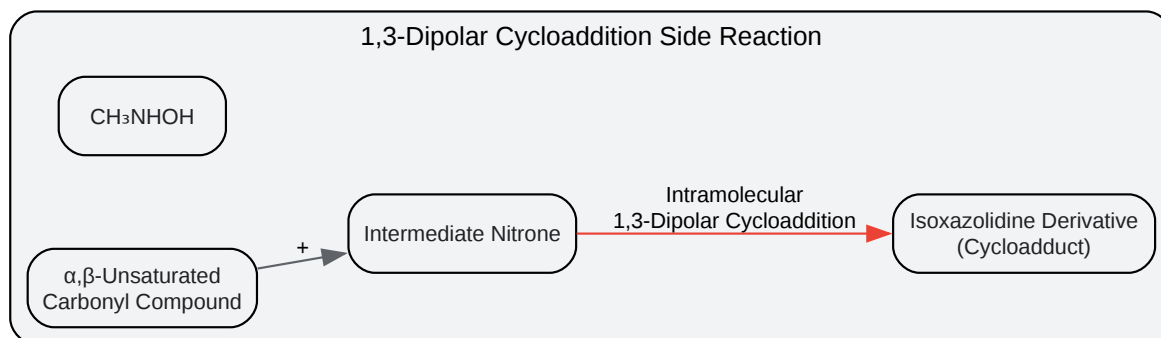 1,3-Dipolar Cycloaddition Side Reaction
CH₃NHOH
α,β-Unsaturated
Carbonyl Compound
+
Intermediate Nitrone
Intramolecular
1,3-Dipolar Cycloaddition
Isoxazolidine Derivative
(Cycloadduct)